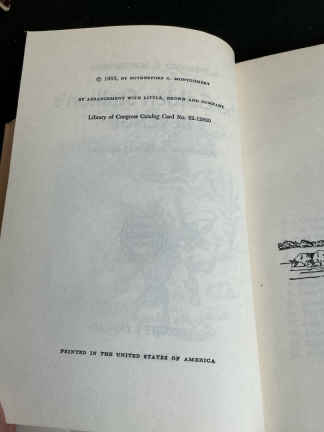 © 1953, BY RUTHERFORD G. MONTGOMERY
BY ARRANGEMENT WITH LITTLE, BROWN AND COMPANY
Library of Congress Catalog Card No.
PRINTED IN THE UNITED STATES OF AMERICA